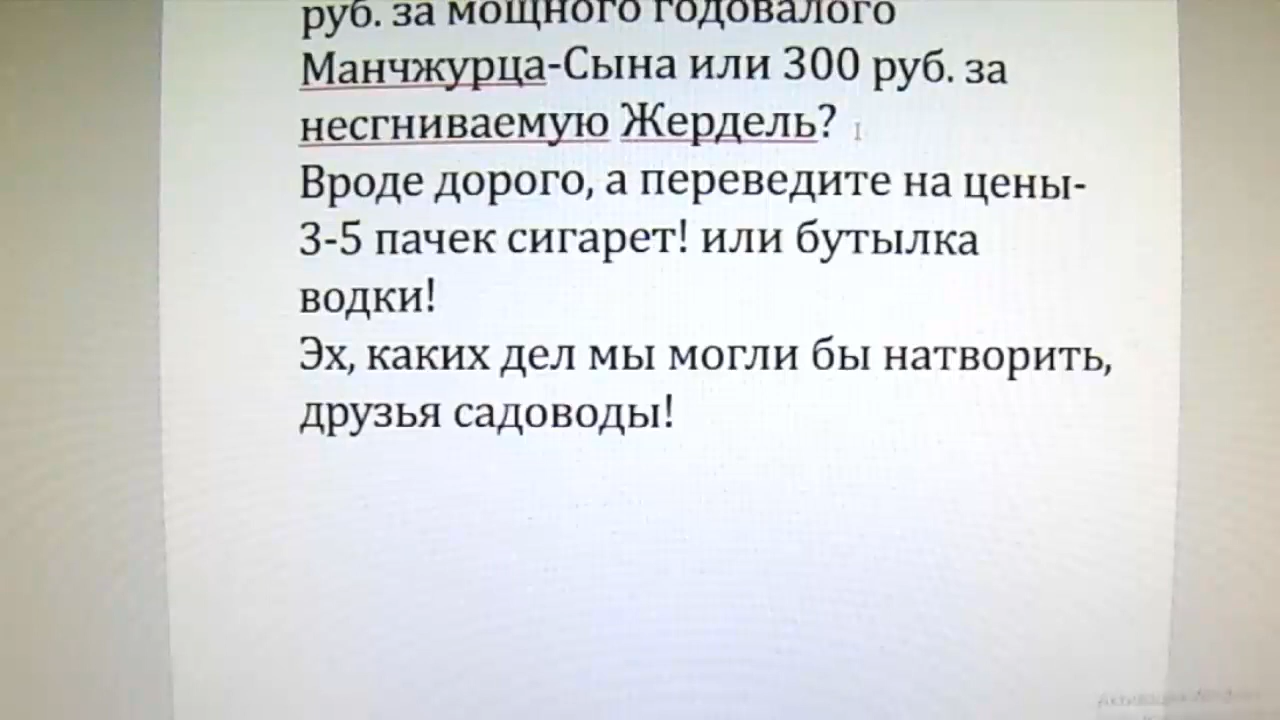 руб. за мощного годовалого
Манчжурца-Сына или 300 руб. за
несгниваемую Жердель?
Вроде дорого, а переведите на цены-
3-5 пачек сигарет! или бутылка
водки!
Эх, каких дел мы могли бы натворить,
друзья садоводы!